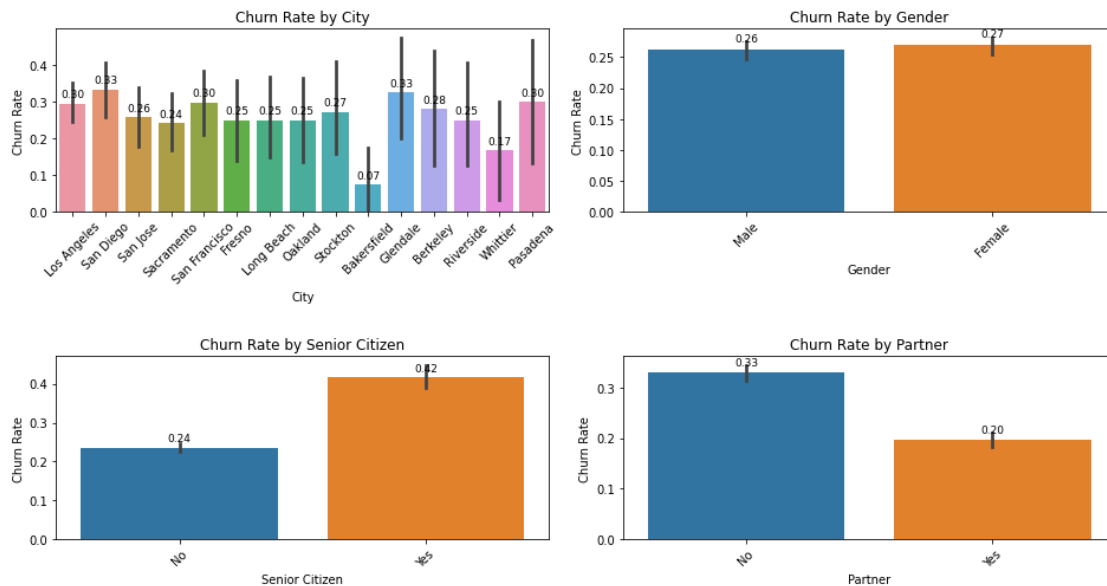 Churn Rate by City
Churn Rate
0.4
0.3
0.2
0.1
0.0
0.30
0.33
0.26
0.24
0.30
0.25
0.25
0.25
0.27
0.07
0.33
0.28
0.25
0.17
0.30
Los Angeles
San Diego
San Jose
Sacramento
San Francisco
Fresno
Long Beach
Oakland
Stockton
Bakersfield
Glendale
Berkeley
Riverside
Whittier
Pasadena
City
Churn Rate by Gender
Churn Rate
0.25
0.20
0.15
0.10
0.05
0.00
0.26
0.27
Male
Female
Gender
Churn Rate by Senior Citizen
Churn Rate
0.4
0.3
0.2
0.1
0.0
0.24
0.42
No
Yes
Senior Citizen
Churn Rate by Partner
Churn Rate
0.3
0.2
0.1
0.0
0.33
0.20
No
Yes
Partner